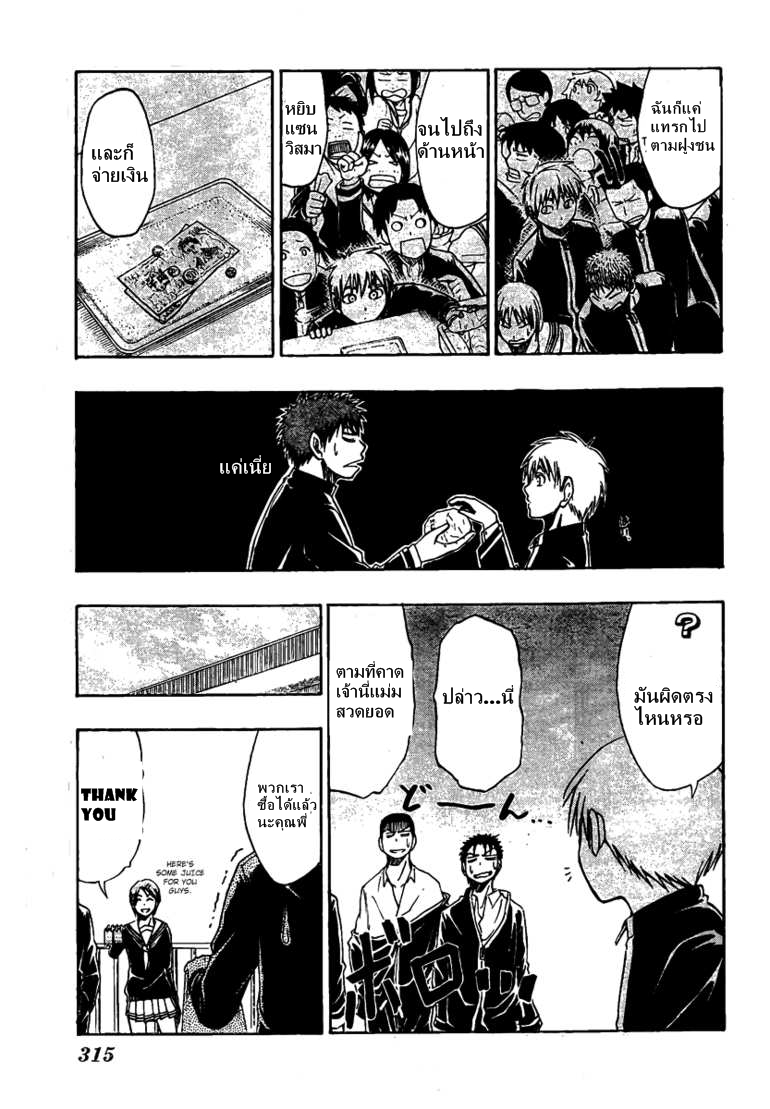 ฉันก็แค่
แทรกไป
ตามฝูงชน
จนไปถึง
ด้านหน้า
หยิบ
แซน
วิสมา
และก็
จ่ายเงิน
แค่เนี่ย
?
มันผิดตรง
ไหนหรอ
ปล่าว...นี่
ตามที่คาด
เจ้านี่แม่ม
สวดยอด
どーん...
ボロッ
พวกเรา
ซื้อได้แล้ว
นะคุณพี่
HERE'S
SOME JUICE
FOR YOU
GUYS.
THANK
YOU
315